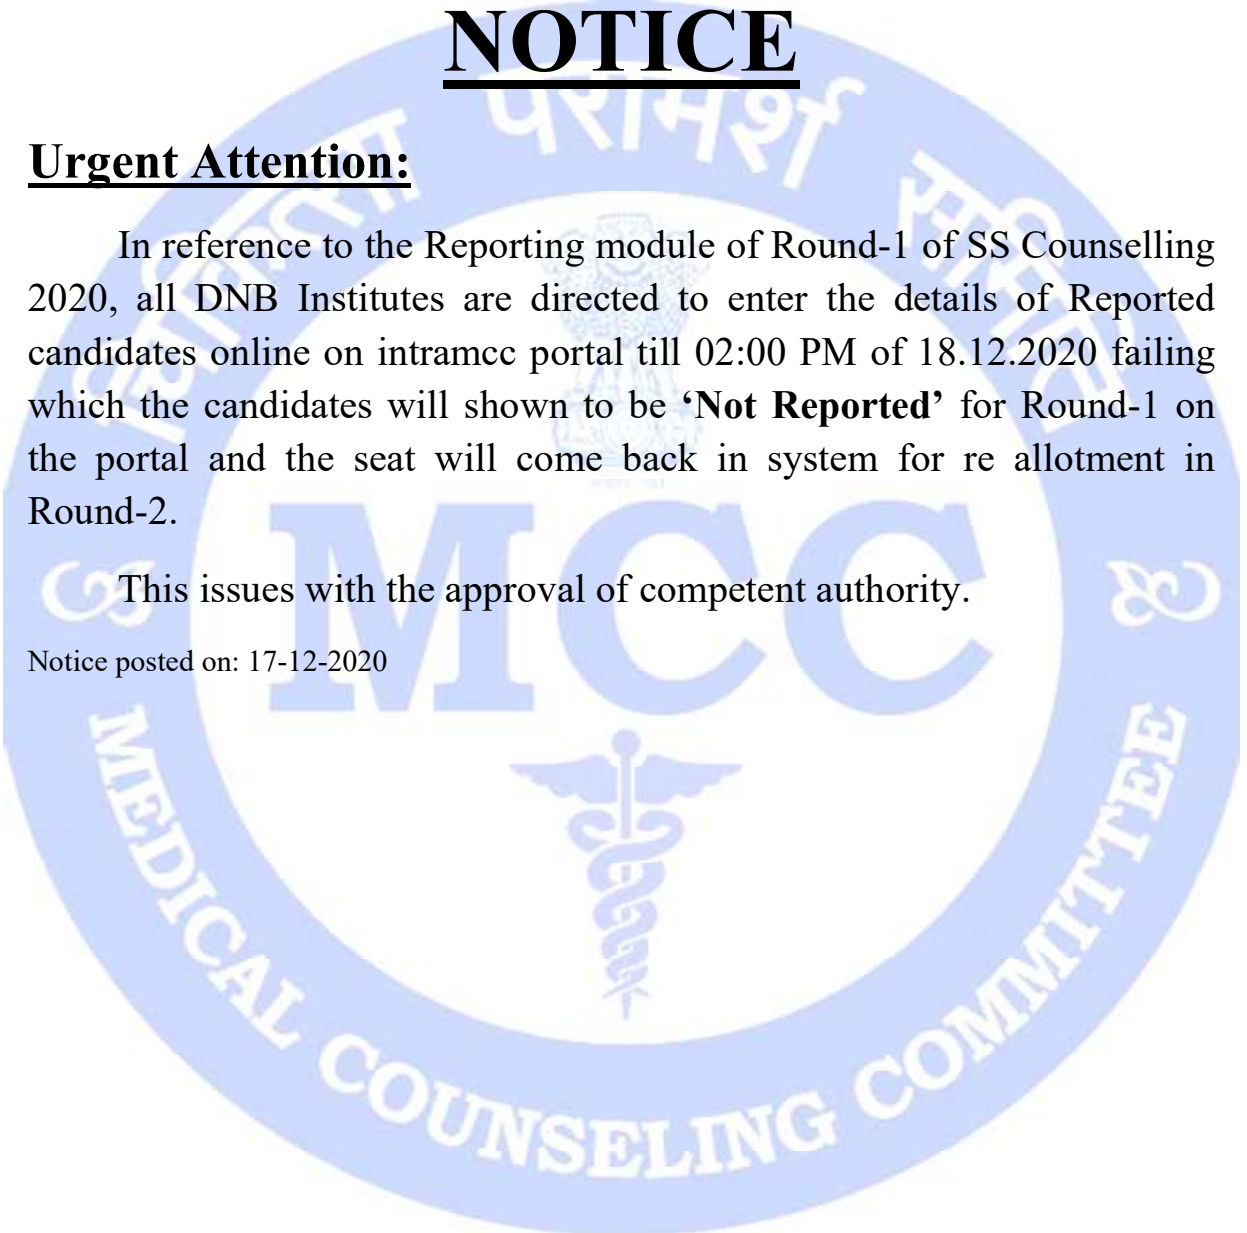 NOTICE
Urgent Attention:
In reference to the Reporting module of Round-1 of SS Counselling
2020, all DNB Institutes are directed to enter the details of Reported
candidates online on intramcc portal till 02:00 PM of 18.12.2020 failing
which the candidates will shown to be ‘Not Reported’ for Round-1 on
the portal and the seat will come back in system for re allotment in
Round-2.
This issues with the approval of competent authority.
Notice posted on: 17-12-2020
चिकित्सा परामर्श समिति
MCC
MEDICAL COUNSELING COMMITTEE